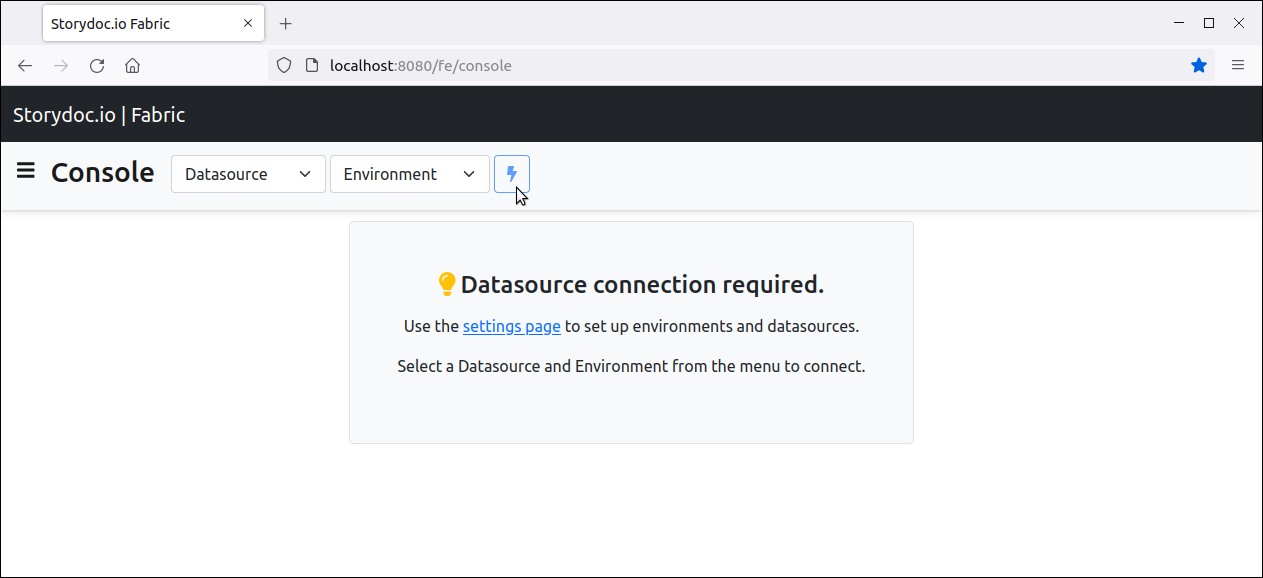 Storydoc.io Fabric
localhost:8080/fe/console
Storydoc.io | Fabric
Console Datasource Environment
Datasource connection required.
Use the settings page to set up environments and datasources.
Select a Datasource and Environment from the menu to connect.